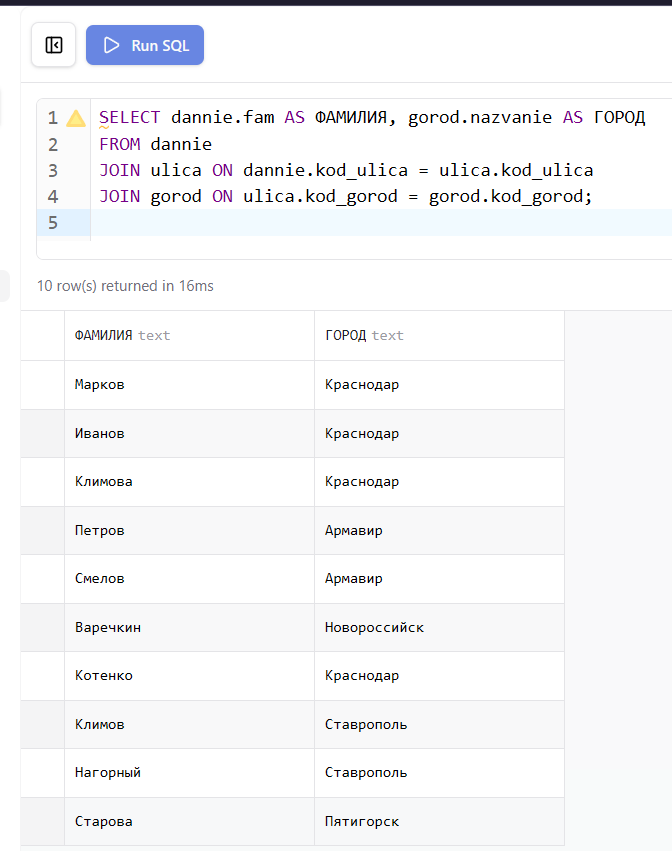 Run SQL
1 SELECT dannie.fam AS ФАМИЛИЯ, gorod.nazvanie AS ГОРОД
2 FROM dannie
3 JOIN ulica ON dannie.kod_ulica = ulica.kod_ulica
4 JOIN gorod ON ulica.kod_gorod = gorod.kod_gorod;
5
10 row(s) returned in 16ms
ФАМИЛИЯ text ГОРОД text
Марков Краснодар
Иванов Краснодар
Климова Краснодар
Петров Армавир
Смелов Армавир
Варечкин Новороссийск
Котенко Краснодар
Климов Ставрополь
Нагорный Ставрополь
Старова Пятигорск